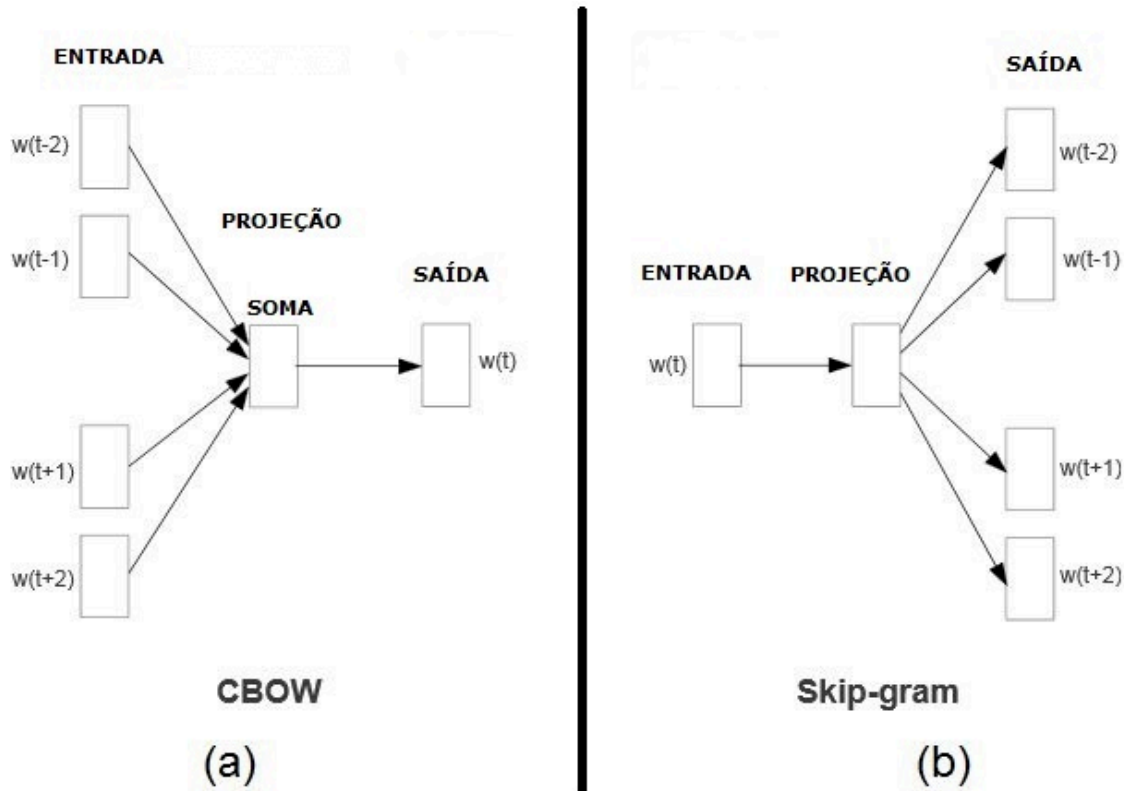 ENTRADA
w(t-2)
w(t-1)
PROJEÇÃO
SOMA
SAÍDA
w(t)
w(t+1)
w(t+2)
CBOW
(a)
SAÍDA
w(t-2)
w(t-1)
ENTRADA
PROJEÇÃO
w(t)
w(t+1)
w(t+2)
Skip-gram
(b)